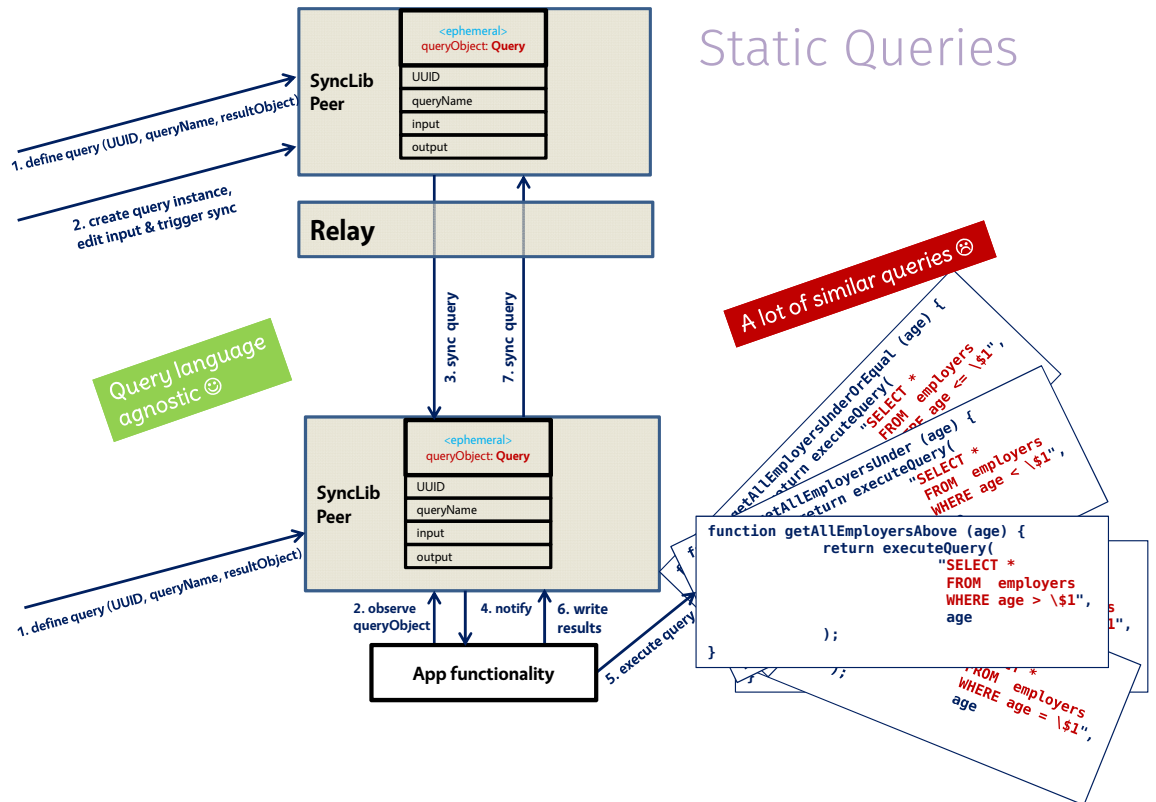 Static Queries
<ephemeral>
queryObject: Query
SyncLib
Peer
UUID
queryName
input
output
1. define query (UUID, queryName, resultObject)
2. create query instance,
edit input & trigger sync
Relay
3. sync query
7. sync query
Query language
agnostic ☺
A lot of similar queries ☹
<ephemeral>
queryObject: Query
SyncLib
Peer
UUID
queryName
input
output
1. define query (UUID, queryName, resultObject)
2. observe
queryObject
4. notify
6. write
results
App functionality
5. execute query
getAllEmployersUnderOrEqual (age) {
return executeQuery(
"SELECT *
FROM employers
age <= \$1",
getAllEmployersUnder (age) {
return executeQuery(
"SELECT *
FROM employers
WHERE age < \$1",
function getAllEmployersAbove (age) {
return executeQuery(
"SELECT *
FROM employers
WHERE age > \$1",
age
);
}
1",
);
}
*
FROM employers
WHERE age = \$1",
age